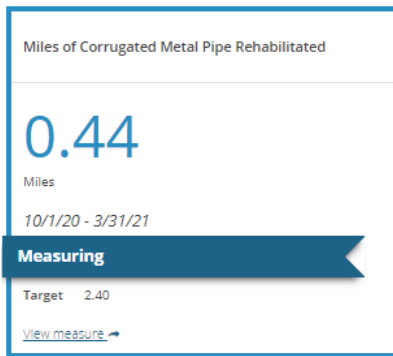 Miles of Corrugated Metal Pipe Rehabilitated
0.44
Miles
10/1/20 - 3/31/21
Measuring
Target 2.40
View measure